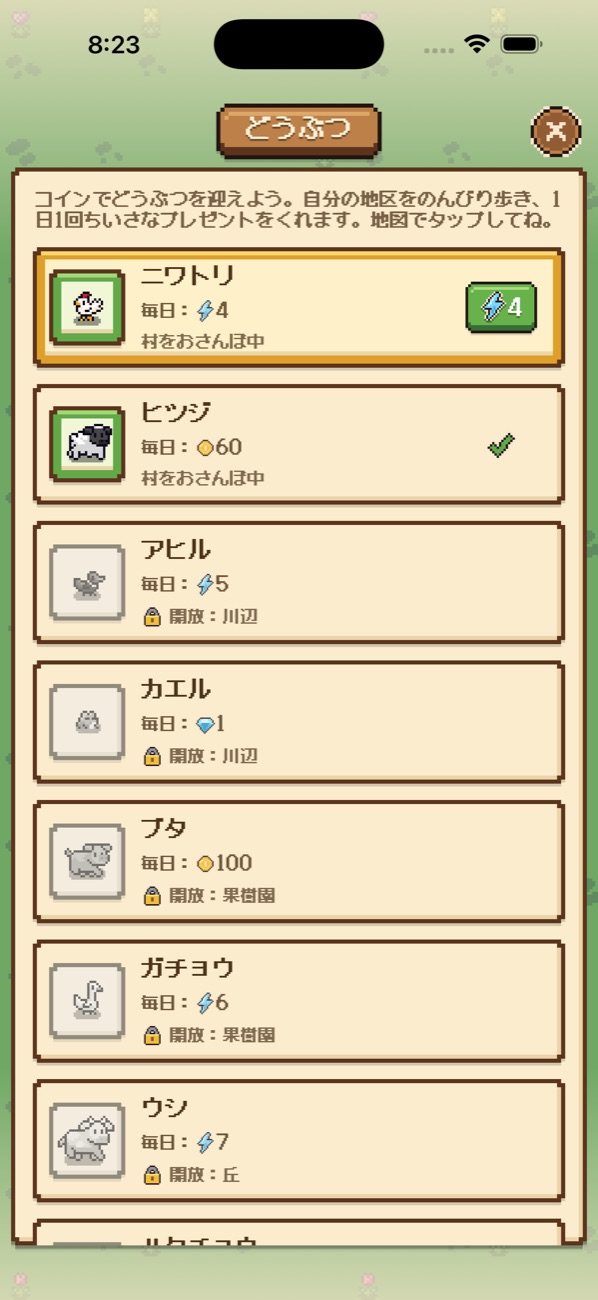 8:23
どうぶつ
コインでどうぶつを迎えよう。自分の地区をのんびり歩き、1
日1回ちいさなプレゼントをくれます。地図でタップしてね。
ニワトリ
毎日：4
4
村をおさんぽ中
ヒツジ
毎日：60
村をおさんぽ中
アヒル
毎日：5
開放：川辺
カエル
毎日：1
開放：川辺
ブタ
毎日：100
開放：果樹園
ガチョウ
毎日：6
開放：果樹園
ウシ
毎日：7
開放：丘